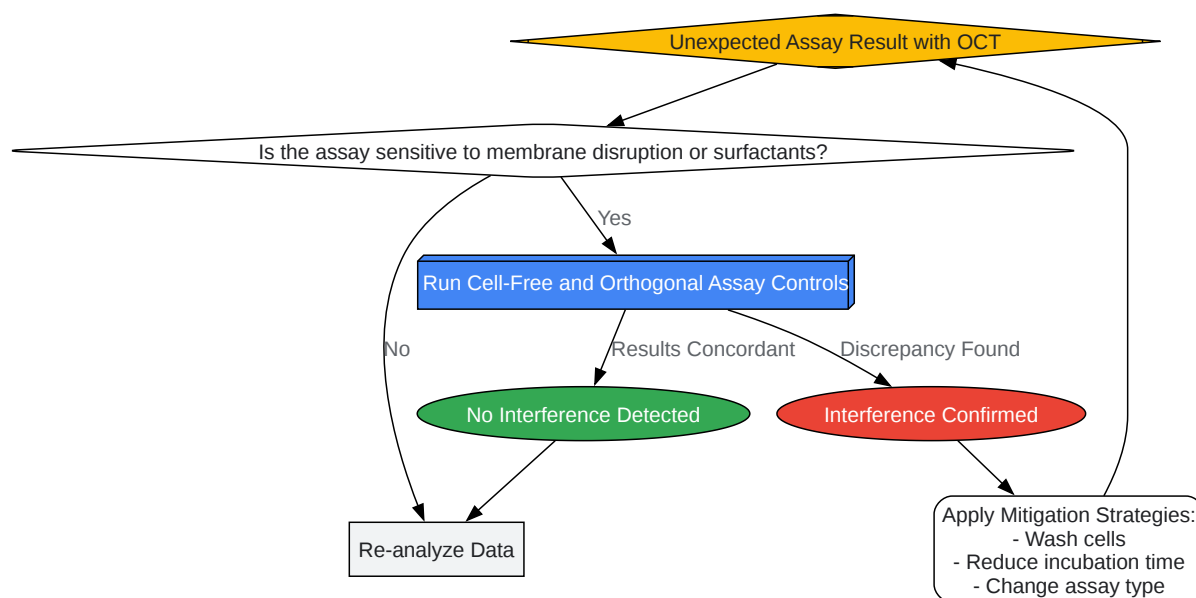 Unexpected Assay Result with OCT
Is the assay sensitive to membrane disruption or surfactants?
Yes
Run Cell-Free and Orthogonal Assay Controls
No
Results Concordant
Discrepancy Found
No Interference Detected
Interference Confirmed
Re-analyze Data
Apply Mitigation Strategies:
- Wash cells
- Reduce incubation time
- Change assay type